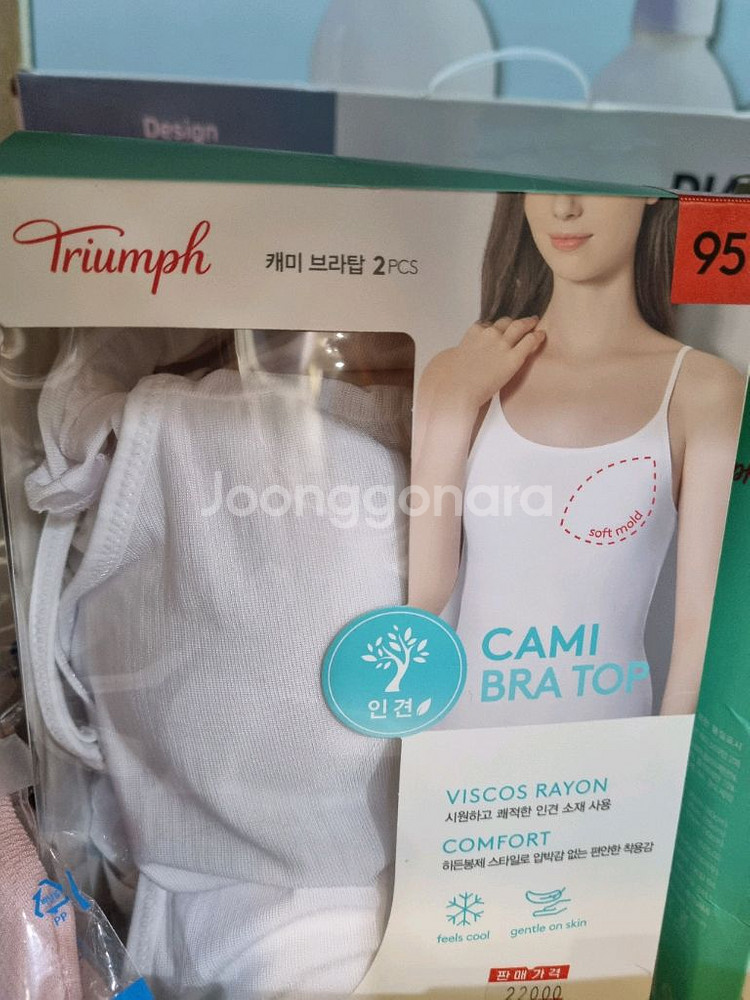 Design
Triumph
캐미 브라탑 2PCS
95
Joonggonara
soft mold
CAMI
BRA TOP
인견
VISCOS RAYON
시원하고 쾌적한 인견 소재 사용
COMFORT
히든봉제 스타일로 압박감 없는 편안한 착용감
feels cool
gentle on skin
PP
판매가격
22000